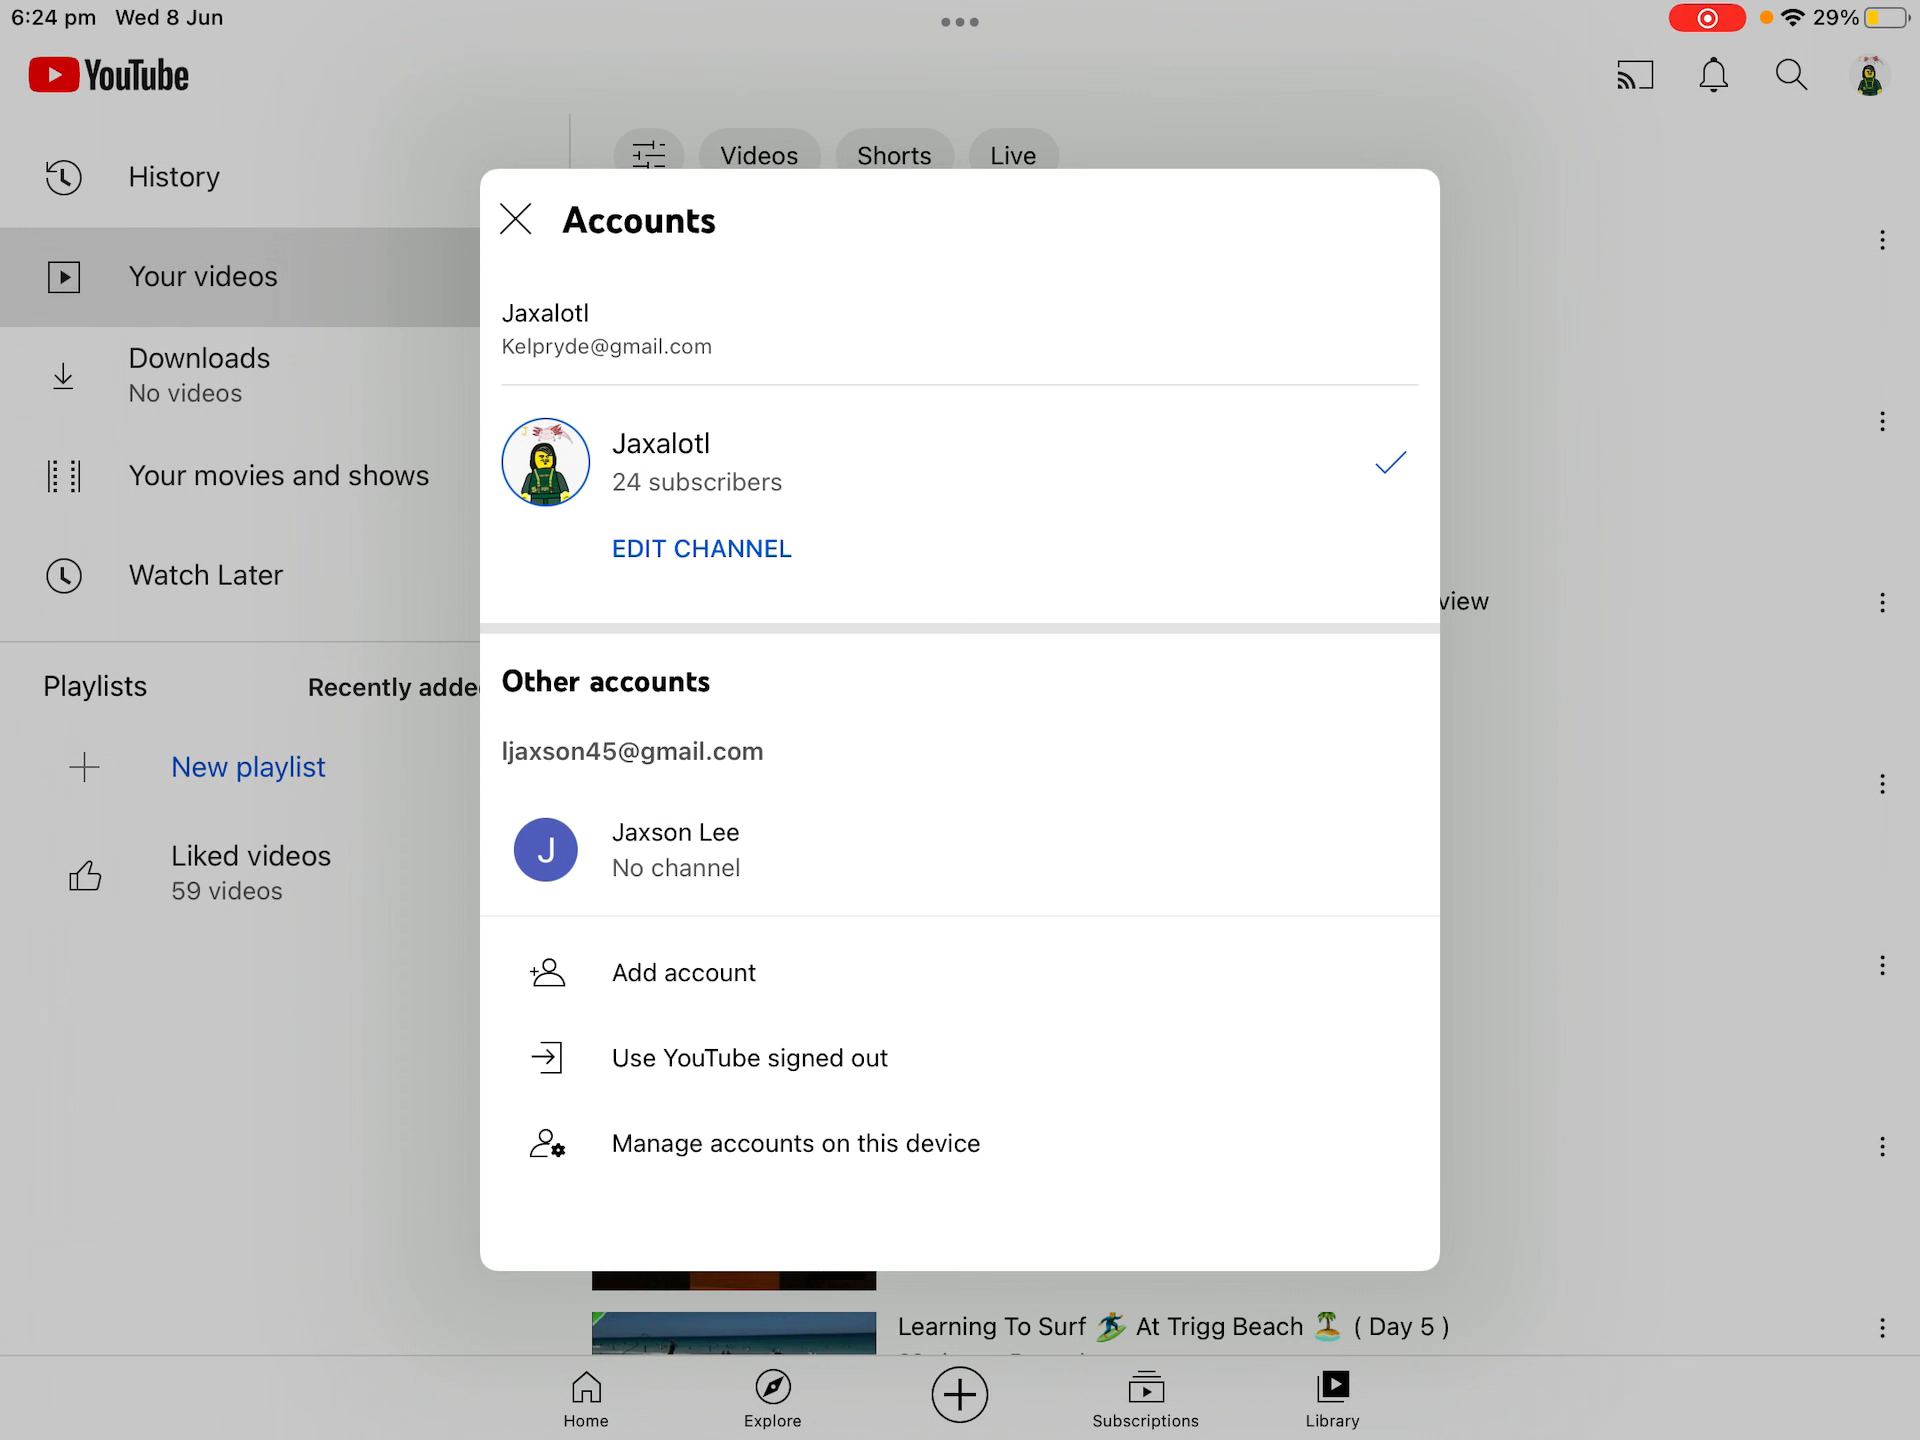 6:24 pm Wed 8 Jun
29%
YouTube
History
Your videos
Downloads
No videos
Your movies and shows
Watch Later
Playlists
Recently adde
New playlist
Liked videos
59 videos
Videos
Shorts
Live
Accounts
Jaxalotl
Kelpryde@gmail.com
Jaxalotl
24 subscribers
EDIT CHANNEL
Other accounts
ljaxson45@gmail.com
J
Jaxson Lee
No channel
Add account
Use YouTube signed out
Manage accounts on this device
view
Learning To Surf 🏄 At Trigg Beach 🏝 ( Day 5 )
Home
Explore
Subscriptions
Library